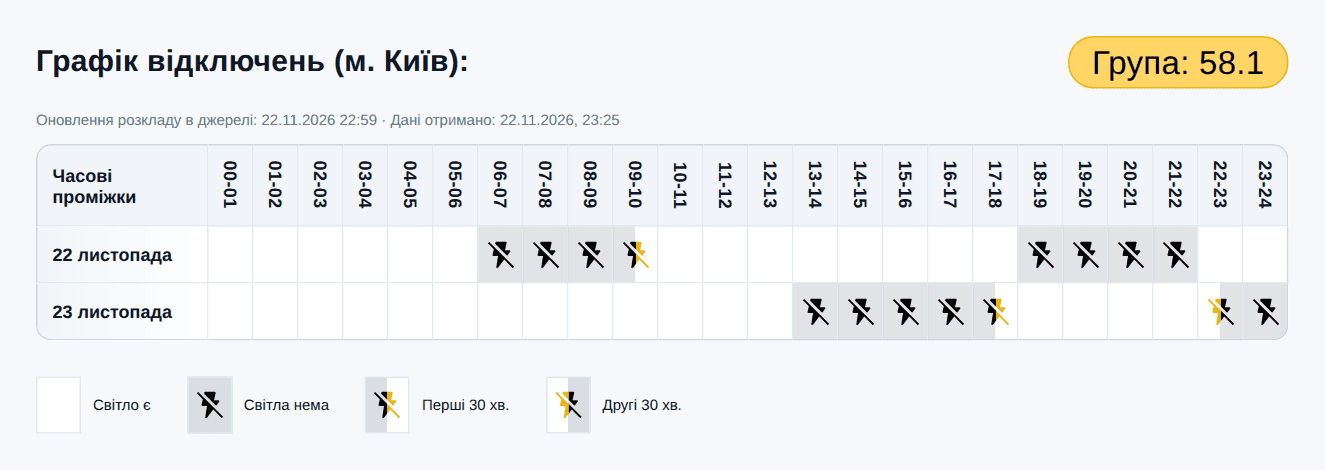 Графік відключень (м. Київ):
Група: 58.1
Оновлення розкладу в джерелі: 22.11.2026 22:59 · Дані отримано: 22.11.2026, 23:25
Часові
проміжки
00-01
01-02
02-03
03-04
04-05
05-06
06-07
07-08
08-09
09-10
10-11
11-12
12-13
13-14
14-15
15-16
16-17
17-18
18-19
19-20
20-21
21-22
22-23
23-24
22 листопада
23 листопада
Світло є
Світла нема
Перші 30 хв.
Другі 30 хв.